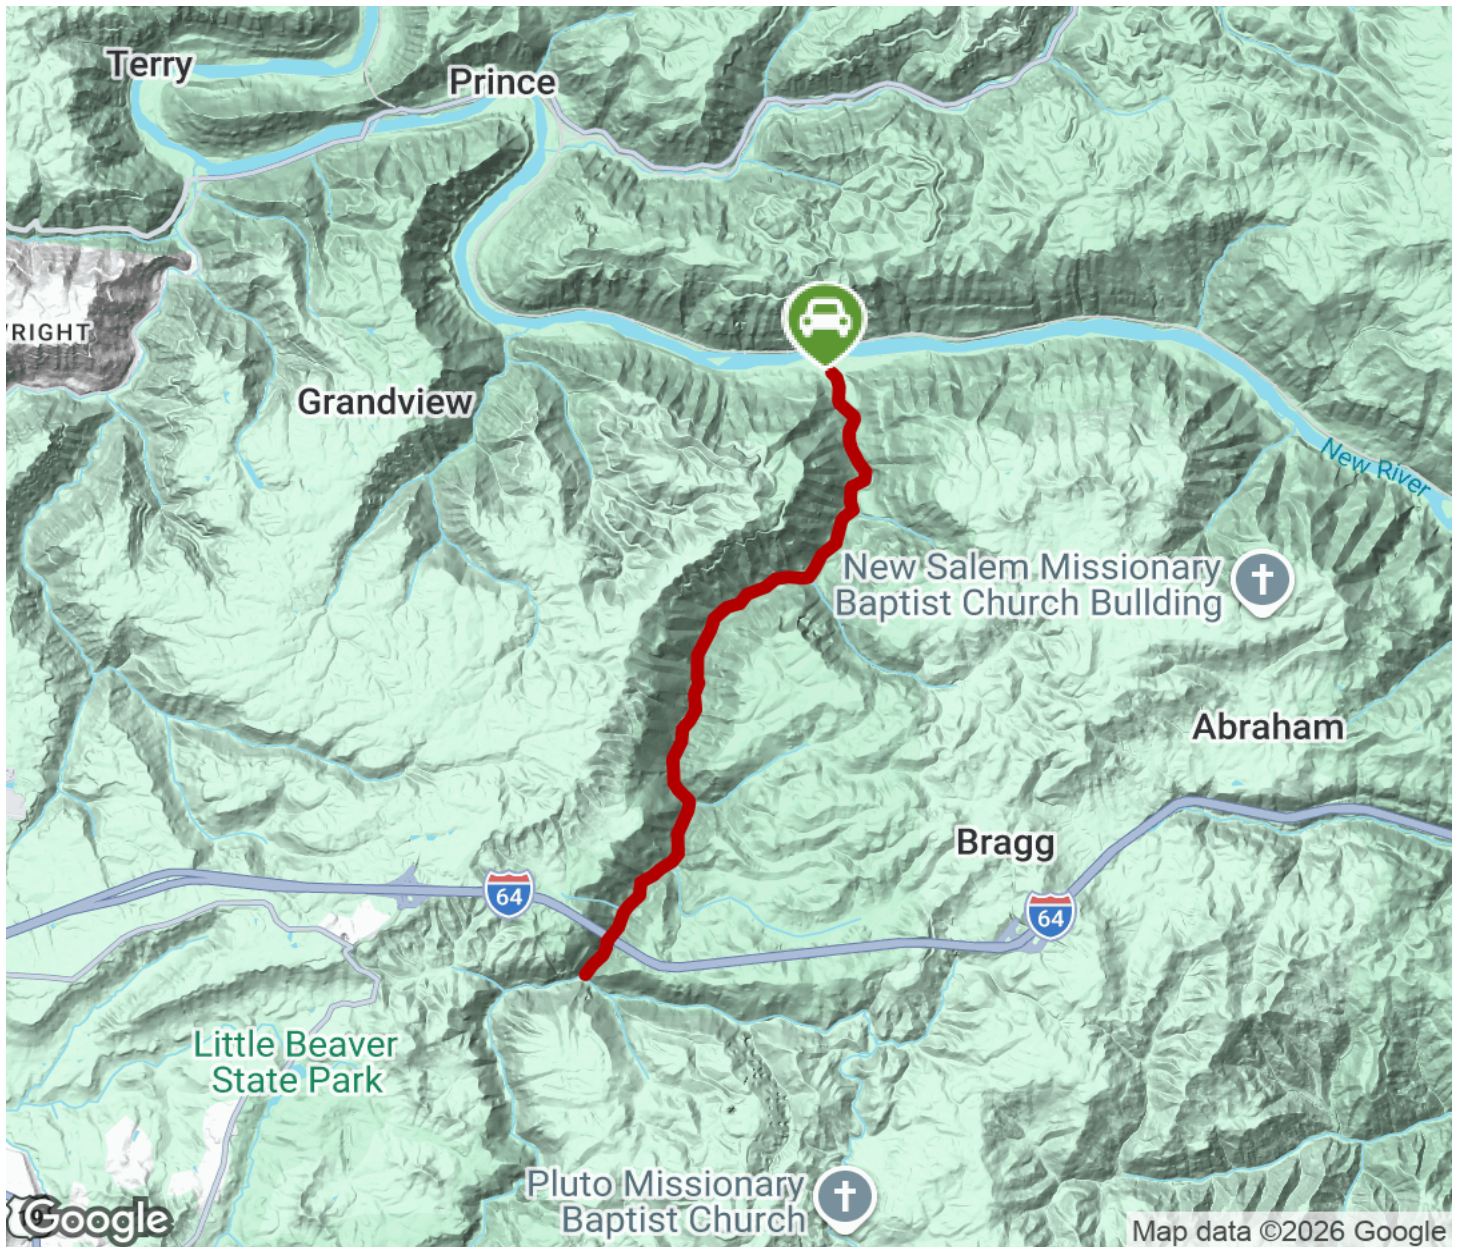 Terry
Prince
RIGHT
Grandview
New River
New Salem Missionary
Baptist Church Bullding
Abraham
Bragg
64
64
Little Beaver
State Park
Pluto Missionary
Baptist Church
Google
Map data ©2026 Google